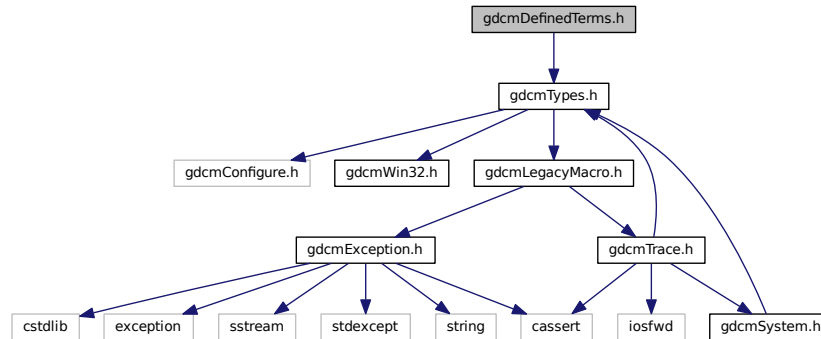 gdcmDefinedTerms.h
gdcmTypes.h
gdcmConfigure.h gdcmWin32.h gdcmLegacyMacro.h
gdcmException.h gdcmTrace.h
cstdlib exception sstream stdexcept string cassert iosfwd gdcmSystem.h